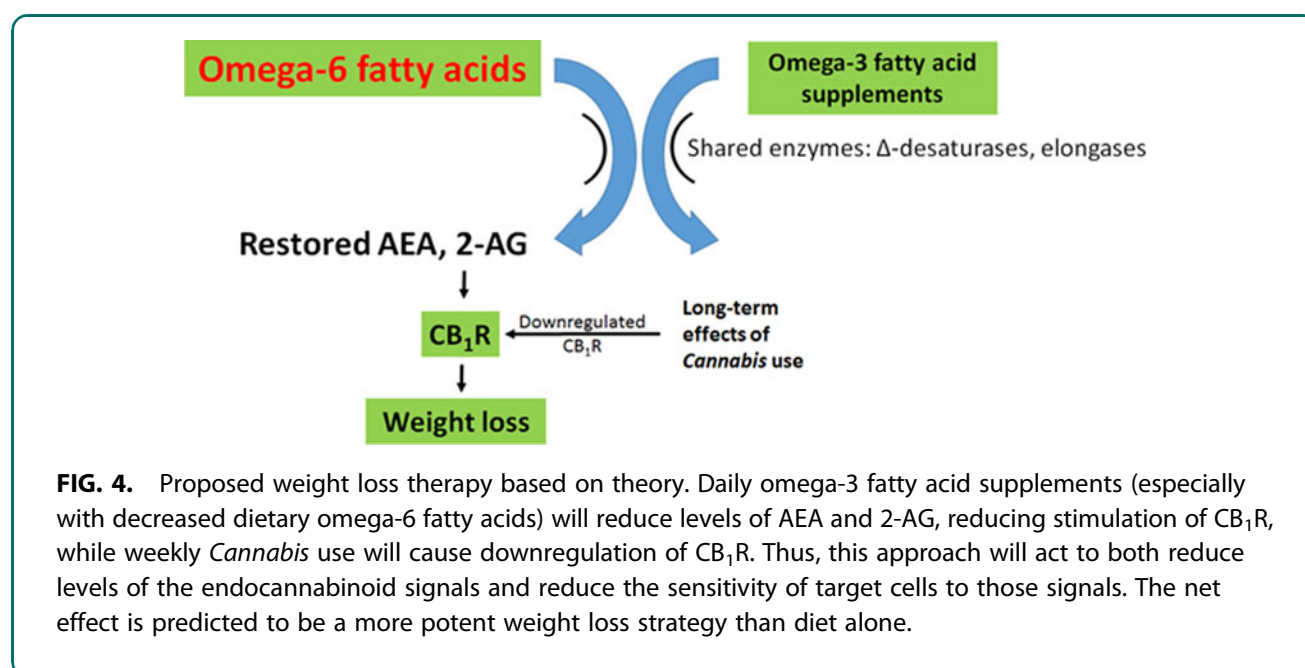 Omega-6 fatty acids
Omega-3 fatty acid
supplements
Shared enzymes: Δ-desaturases, elongases
Restored AEA, 2-AG
CB₁R
Downregulated
CB₁R
Long-term
effects of
Cannabis use
Weight loss
FIG. 4. Proposed weight loss therapy based on theory. Daily omega-3 fatty acid supplements (especially
with decreased dietary omega-6 fatty acids) will reduce levels of AEA and 2-AG, reducing stimulation of CB₁R,
while weekly Cannabis use will cause downregulation of CB₁R. Thus, this approach will act to both reduce
levels of the endocannabinoid signals and reduce the sensitivity of target cells to those signals. The net
effect is predicted to be a more potent weight loss strategy than diet alone.